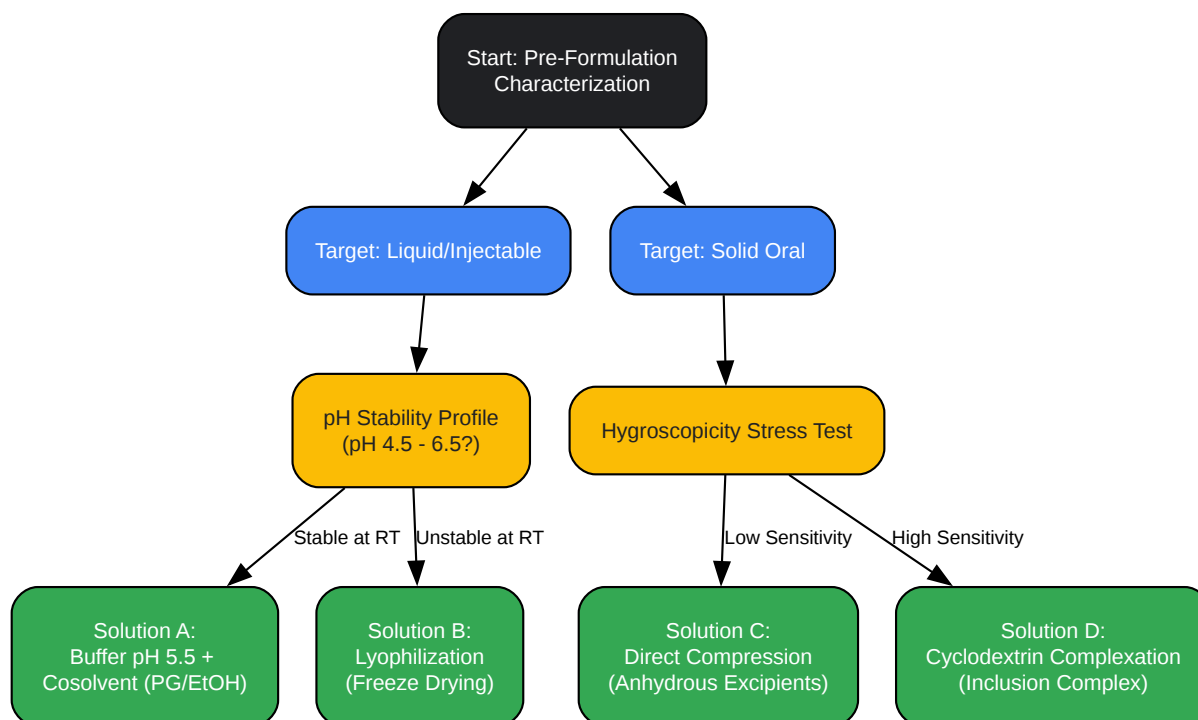 Start: Pre-Formulation
Characterization
Target: Liquid/Injectable
Target: Solid Oral
pH Stability Profile
(pH 4.5 - 6.5?)
Hygroscopicity Stress Test
Stable at RT
Unstable at RT
Low Sensitivity
High Sensitivity
Solution A:
Buffer pH 5.5 +
Cosolvent (PG/EtOH)
Solution B:
Lyophilization
(Freeze Drying)
Solution C:
Direct Compression
(Anhydrous Excipients)
Solution D:
Cyclodextrin Complexation
(Inclusion Complex)